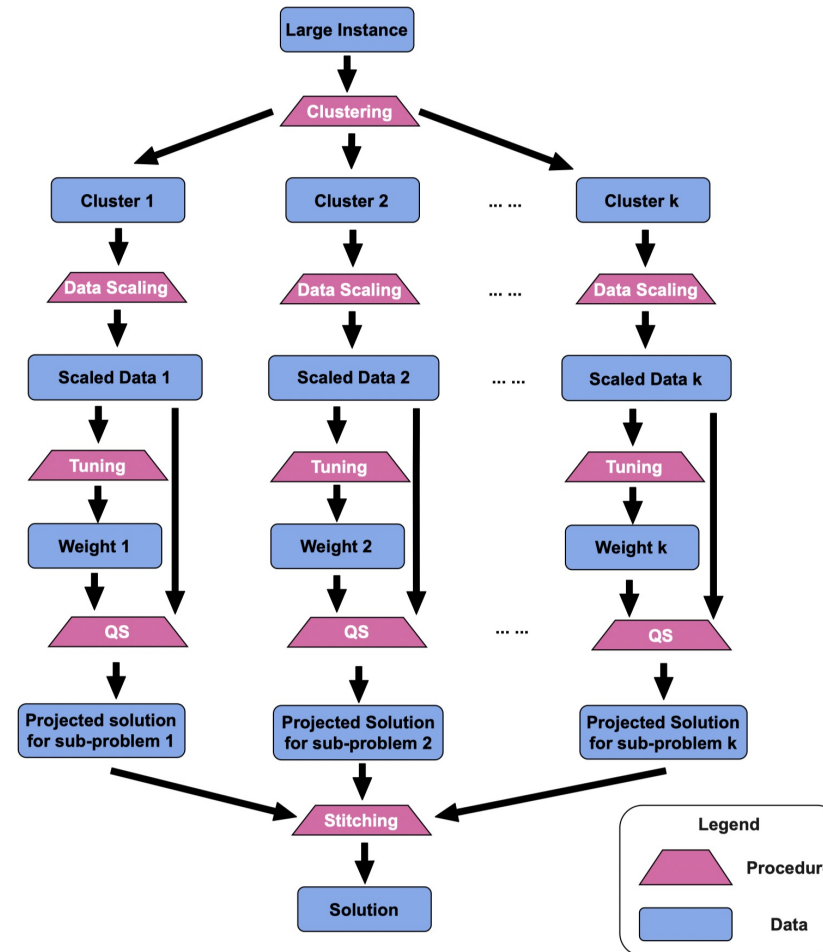 Large Instance
Clustering
Cluster 1
Cluster 2
... ...
Cluster k
Data Scaling
Data Scaling
... ...
Data Scaling
Scaled Data 1
Scaled Data 2
... ...
Scaled Data k
Tuning
Tuning
Tuning
Weight 1
Weight 2
Weight k
QS
QS
... ...
QS
Projected solution
for sub-problem 1
Projected Solution
for sub-problem 2
Projected Solution
for sub-problem k
Stitching
Solution
Legend
Procedur
Data